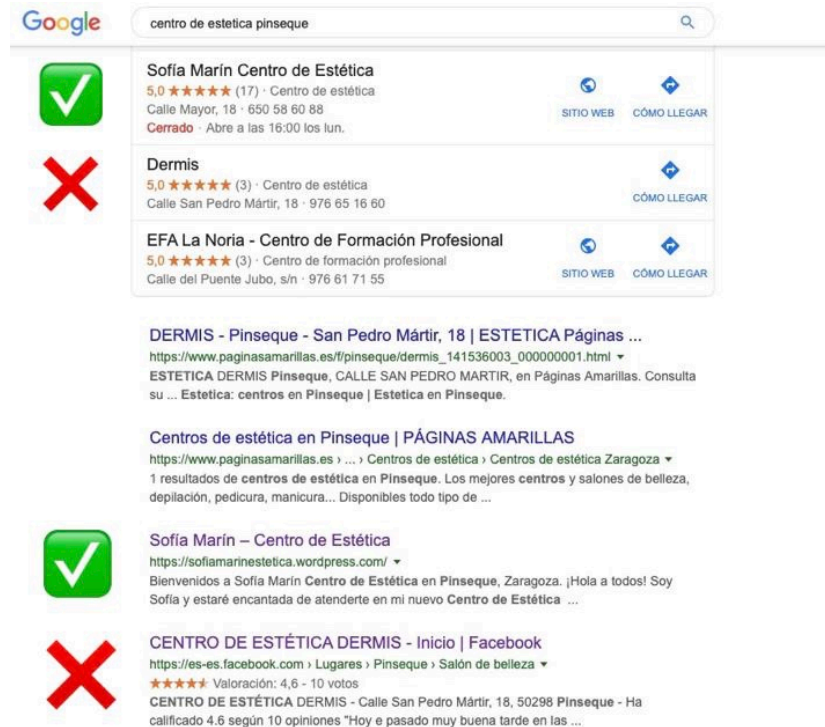 Google
centro de estetica pinseque
Sofía Marín Centro de Estética
5,0 ★★★★★ (17) · Centro de estética
Calle Mayor, 18 · 650 58 60 88
Cerrado · Abre a las 16:00 los lun.
SITIO WEB
CÓMO LLEGAR
Dermis
5,0 ★★★★★ (3) · Centro de estética
Calle San Pedro Mártir, 18 · 976 65 16 60
CÓMO LLEGAR
EFA La Noria - Centro de Formación Profesional
5,0 ★★★★★ (3) · Centro de formación profesional
Calle del Puente Jubo, s/n · 976 61 71 55
SITIO WEB
CÓMO LLEGAR
DERMIS - Pinseque - San Pedro Mártir, 18 | ESTETICA Páginas ...
https://www.paginasamarillas.es/f/pinseque/dermis_141536003_000000001.html
ESTETICA DERMIS Pinseque, CALLE SAN PEDRO MARTIR, en Páginas Amarillas. Consulta
su ... Estetica: centros en Pinseque | Estetica en Pinseque.
Centros de estética en Pinseque | PÁGINAS AMARILLAS
https://www.paginasamarillas.es › ... › Centros de estética › Centros de estética Zaragoza
1 resultados de centros de estética en Pinseque. Los mejores centros y salones de belleza,
depilación, pedicura, manicura... Disponibles todo tipo de ...
Sofía Marín – Centro de Estética
https://sofiamarinestetica.wordpress.com/
Bienvenidos a Sofía Marín Centro de Estética en Pinseque, Zaragoza. ¡Hola a todos! Soy
Sofía y estaré encantada de atenderte en mi nuevo Centro de Estética ...
CENTRO DE ESTÉTICA DERMIS - Inicio | Facebook
https://es-es.facebook.com › Lugares › Pinseque › Salón de belleza
★★★★★ Valoración: 4,6 - 10 votos
CENTRO DE ESTÉTICA DERMIS - Calle San Pedro Mártir, 18, 50298 Pinseque - Ha
calificado 4.6 según 10 opiniones "Hoy e pasado muy buena tarde en las ...